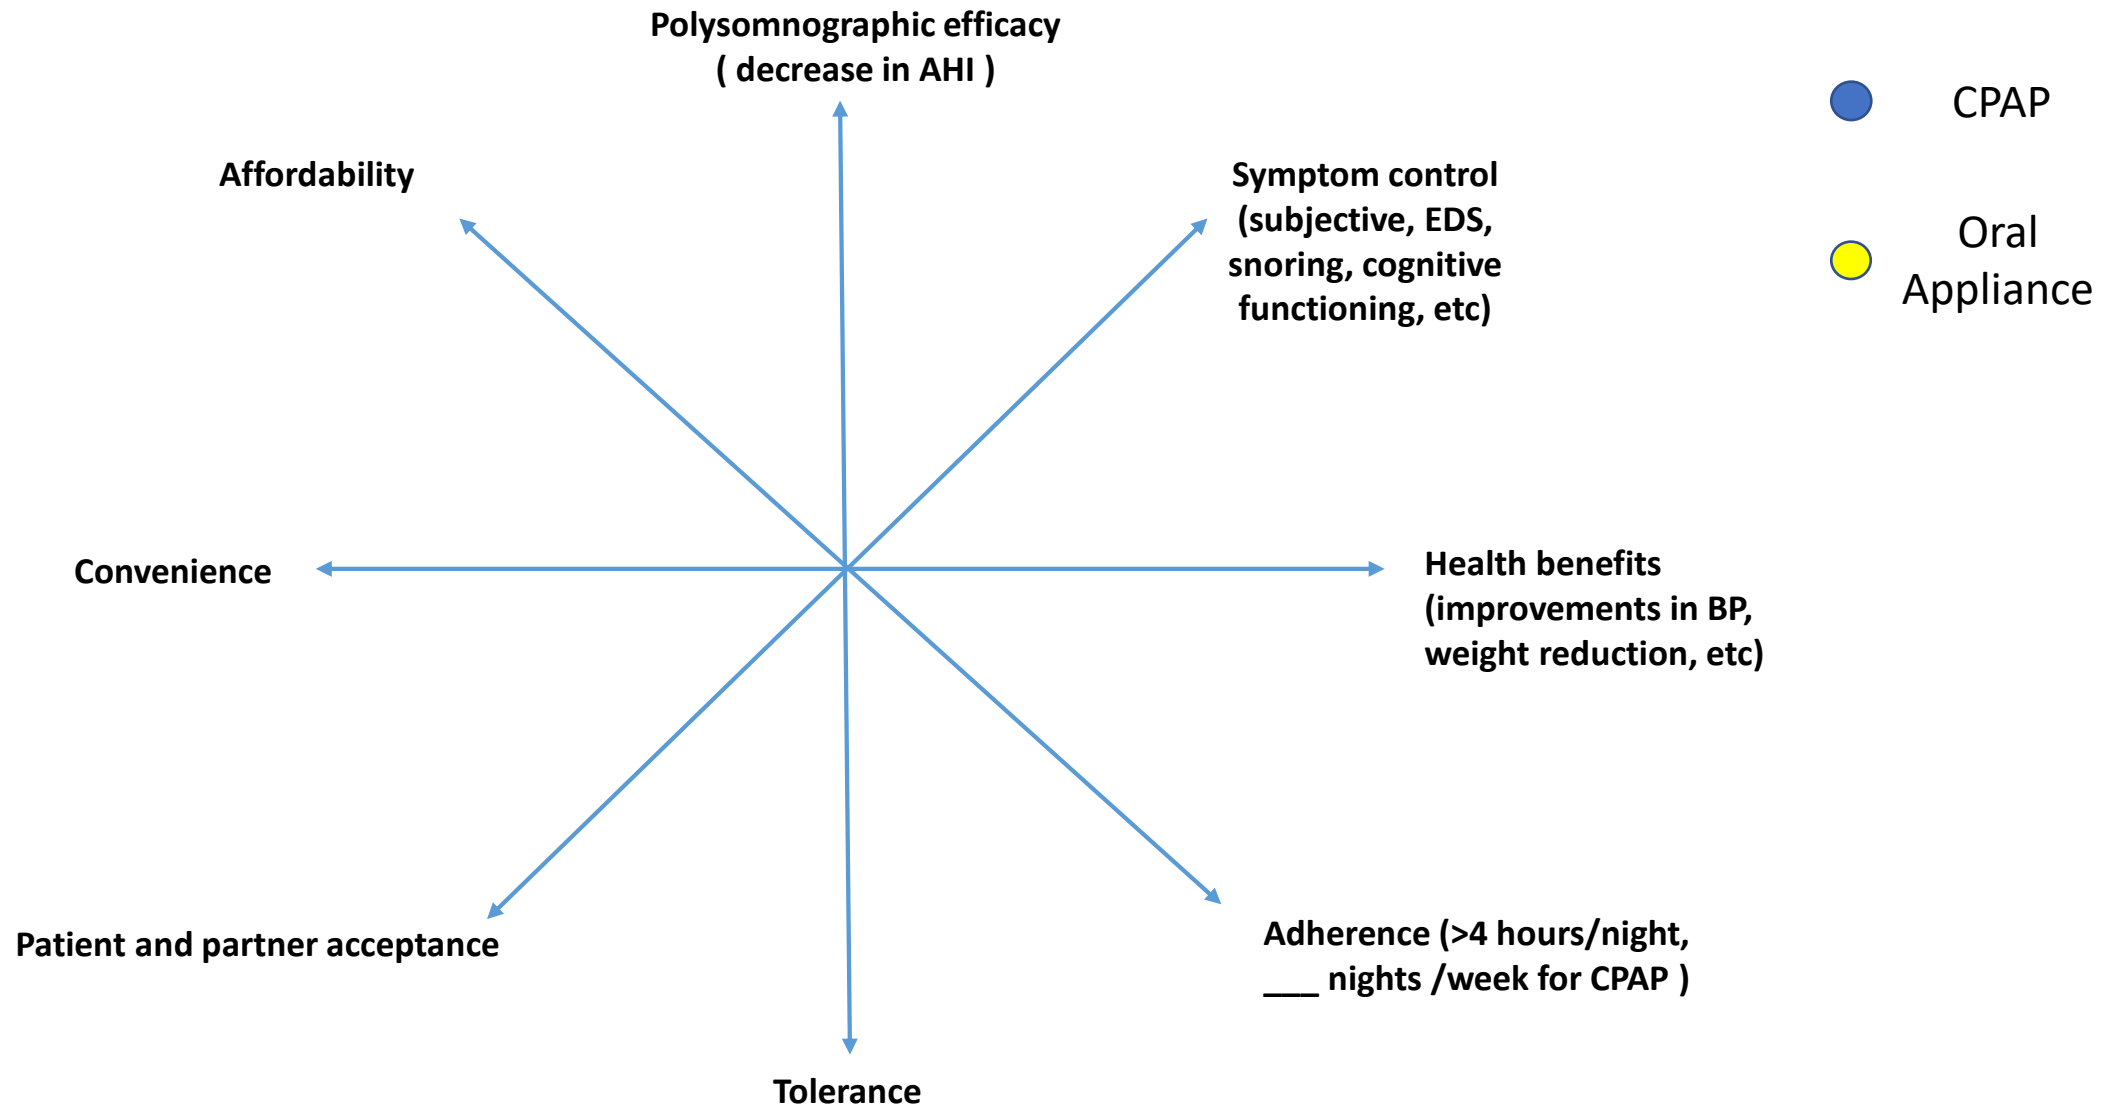 Polysomnographic efficacy
( decrease in AHI )
CPAP
Affordability
Symptom control
(subjective, EDS,
snoring, cognitive
functioning, etc)
Oral
Appliance
Convenience
Health benefits
(improvements in BP,
weight reduction, etc)
Patient and partner acceptance
Adherence (>4 hours/night,
___ nights /week for CPAP )
Tolerance